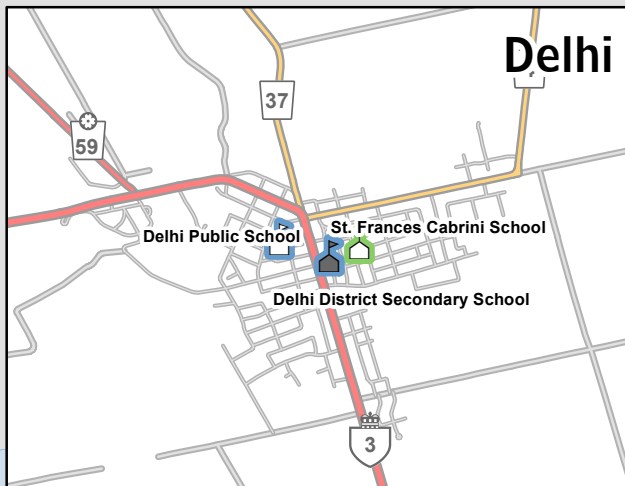 Delhi
37
59
St. Frances Cabrini School
Delhi Public School
Delhi District Secondary School
3